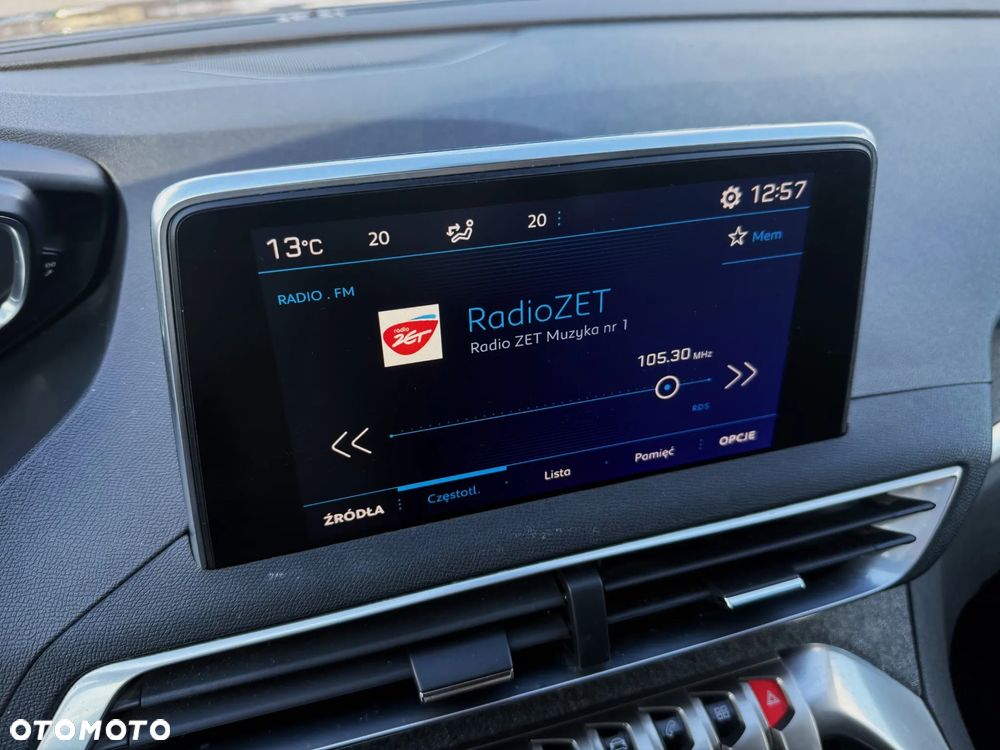 13°C 20 20 12:57
Mem
RADIO . FM
radio
ZET
RadioZET
Radio ZET Muzyka nr 1
105.30 MHz
RDS
ŹRÓDŁA Częstotl. Lista Pamięć OPCJE
OTOMOTO